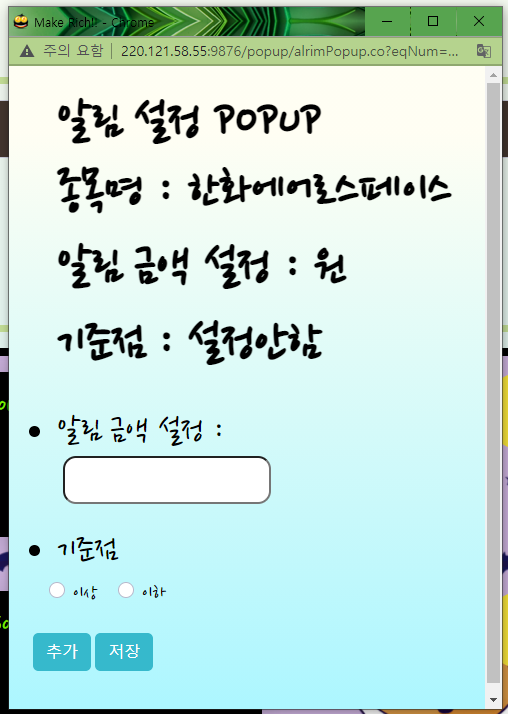 Make Rich!! - Chrome
주의 요함 220.121.58.55:9876/popup/alrimPopup.co?eqNum=...
알림 설정 POPUP
종목명 : 한화에어로스페이스
알림 금액 설정 : 원
기준점 : 설정안함
알림 금액 설정 :
기준점
이상 이하
추가 저장